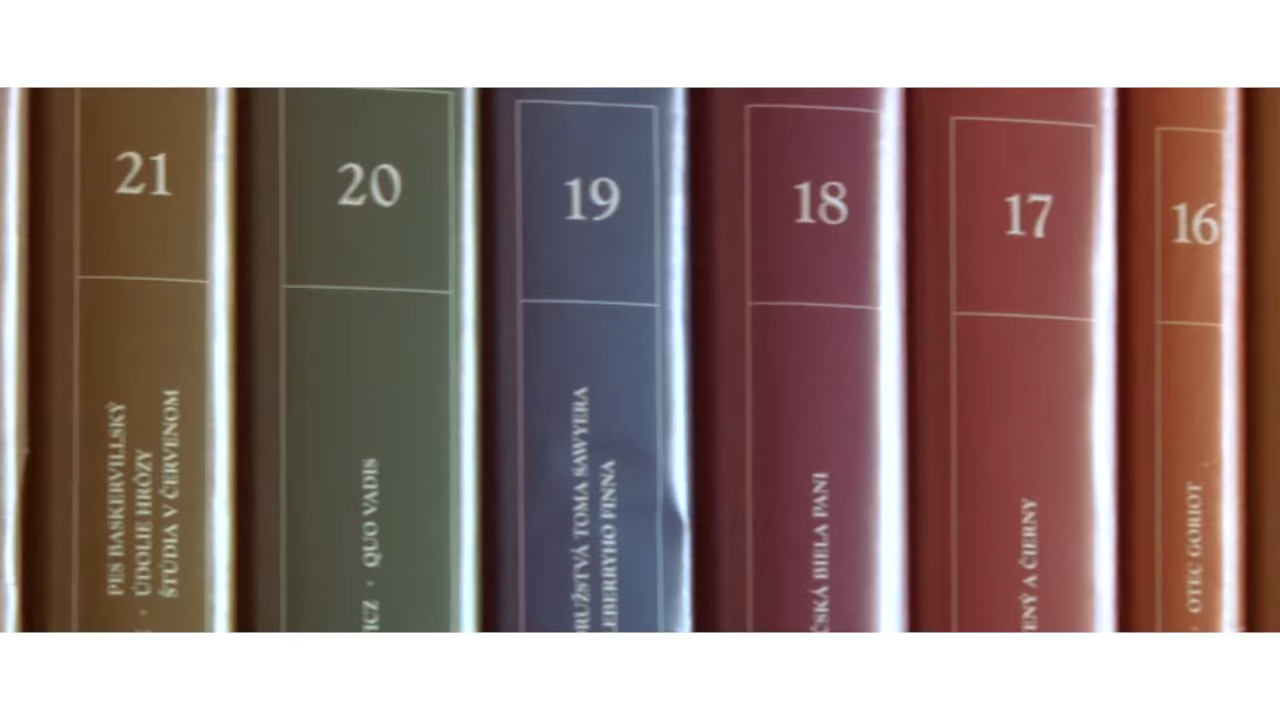 21
PES BASKERVILLSKÝ
ÚDOLIE HRÔZY
ŠTÚDIA V ČERVENOM
20
QUO VADIS
19
TOMA SAWYERA
FINNA
18
BIELA PANI
17
A ČIERNY
16
OTEC GORIOT